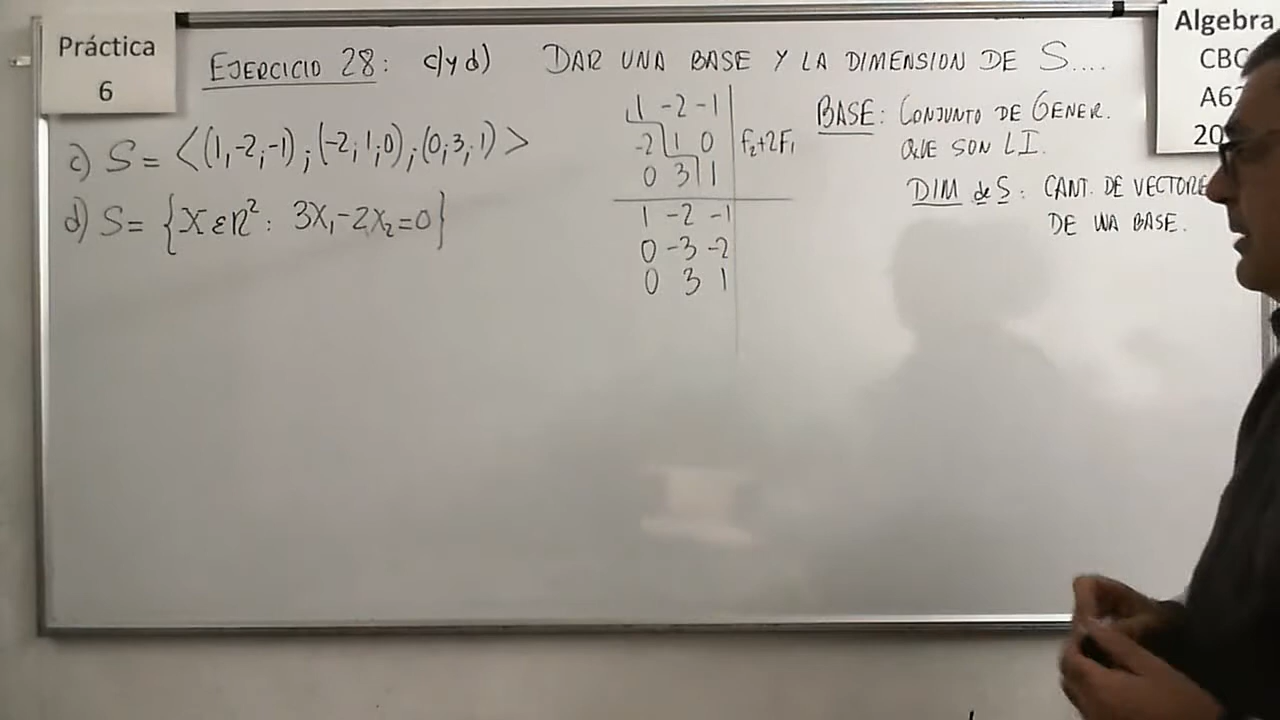 Práctica
6
EJERCICIO 28: c) y d) DAR UNA BASE Y LA DIMENSION DE S....
c) S = <(1,-2,-1);(-2;1;0);(0;3;1)>
d) S = {X ∈ R²: 3X₁-2X₂=0}
1 -2 -1
-2 1 0 F₂+2F₁
0 3 1
1 -2 -1
0 -3 -2
0 3 1
BASE: CONJUNTO DE GENER.
QUE SON LI.
DIM de S: CANT. DE VECTORE
DE UNA BASE.
Algebra
CBC
A62
20